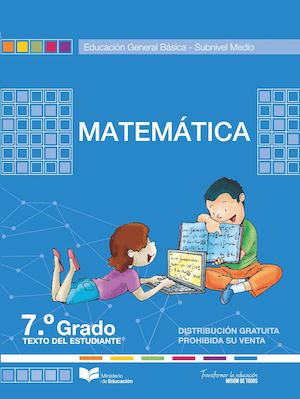 Educación General Básica - Subnivel Medio
MATEMÁTICA
7.º Grado
TEXTO DEL ESTUDIANTE
DISTRIBUCIÓN GRATUITA
PROHIBIDA SU VENTA
Ministerio
de Educación
Transformar la educación
MISIÓN DE TODOS